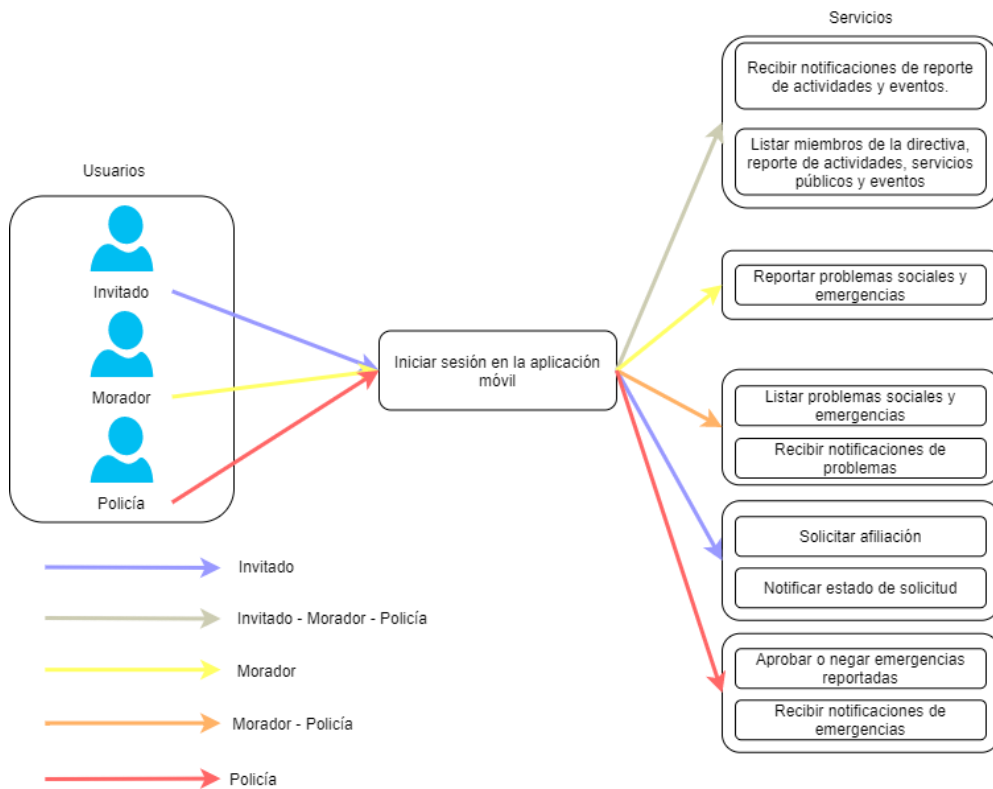 Servicios
Recibir notificaciones de reporte
de actividades y eventos.
Listar miembros de la directiva,
reporte de actividades, servicios
públicos y eventos
Usuarios
Invitado
Morador
Policía
Iniciar sesión en la aplicación
móvil
Reportar problemas sociales y
emergencias
Listar problemas sociales y
emergencias
Recibir notificaciones de
problemas
Solicitar afiliación
Notificar estado de solicitud
Aprobar o negar emergencias
reportadas
Recibir notificaciones de
emergencias
Invitado
Invitado - Morador - Policía
Morador
Morador - Policía
Policía